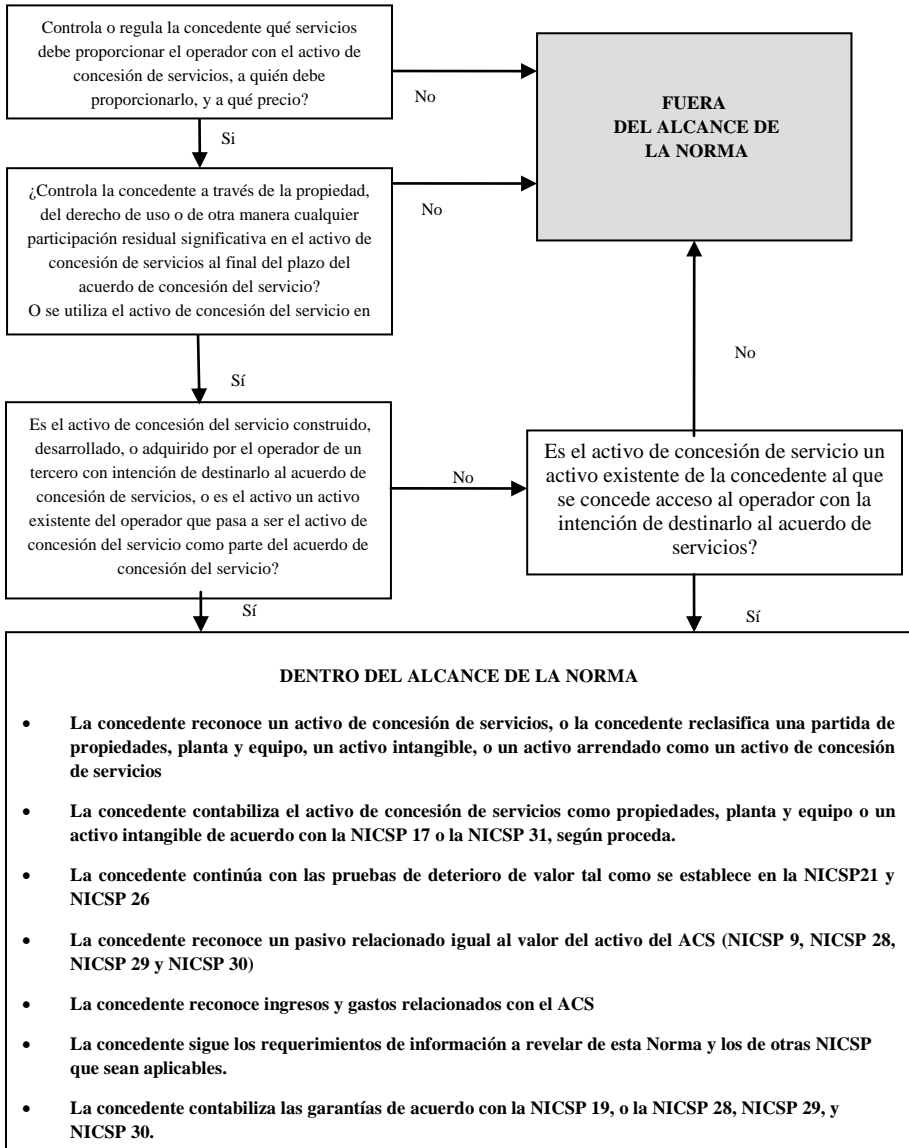 Controla o regula la concedente qué servicios
debe proporcionar el operador con el activo de
concesión de servicios, a quién debe
proporcionarlo, y a qué precio?
No
FUERA
DEL ALCANCE DE
LA NORMA
Si
¿Controla la concedente a través de la propiedad,
del derecho de uso o de otra manera cualquier
participación residual significativa en el activo de
concesión de servicios al final del plazo del
acuerdo de concesión del servicio?
O se utiliza el activo de concesión del servicio en
No
No
Sí
Es el activo de concesión del servicio construido,
desarrollado, o adquirido por el operador de un
tercero con intención de destinarlo al acuerdo de
concesión de servicios, o es el activo un activo
existente del operador que pasa a ser el activo de
concesión del servicio como parte del acuerdo de
concesión del servicio?
No
Es el activo de concesión de servicio un
activo existente de la concedente al que
se concede acceso al operador con la
intención de destinarlo al acuerdo de
servicios?
Sí
Sí
DENTRO DEL ALCANCE DE LA NORMA
• La concedente reconoce un activo de concesión de servicios, o la concedente reclasifica una partida de
propiedades, planta y equipo, un activo intangible, o un activo arrendado como un activo de concesión
de servicios
• La concedente contabiliza el activo de concesión de servicios como propiedades, planta y equipo o un
activo intangible de acuerdo con la NICSP 17 o la NICSP 31, según proceda.
• La concedente continúa con las pruebas de deterioro de valor tal como se establece en la NICSP21 y
NICSP 26
• La concedente reconoce un pasivo relacionado igual al valor del activo del ACS (NICSP 9, NICSP 28,
NICSP 29 y NICSP 30)
• La concedente reconoce ingresos y gastos relacionados con el ACS
• La concedente sigue los requerimientos de información a revelar de esta Norma y los de otras NICSP
que sean aplicables.
• La concedente contabiliza las garantías de acuerdo con la NICSP 19, o la NICSP 28, NICSP 29, y
NICSP 30.